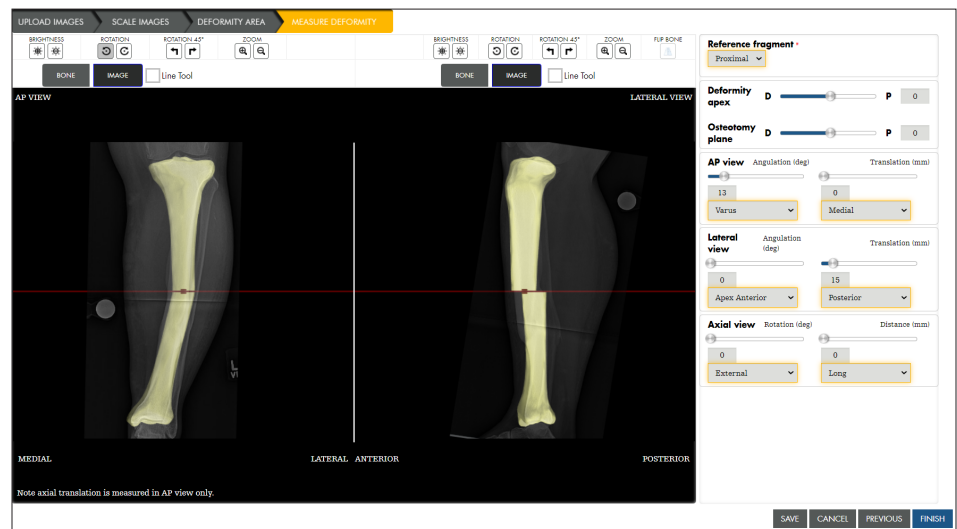 UPLOAD IMAGES SCALE IMAGES DEFORMITY AREA MEASURE DEFORMITY
BRIGHTNESS ROTATION ROTATION 45° ZOOM BRIGHTNESS ROTATION ROTATION 45° ZOOM FLIP BONE
BONE IMAGE Line Tool BONE IMAGE Line Tool
AP VIEW LATERAL VIEW
L
MEDIAL LATERAL ANTERIOR POSTERIOR
Note axial translation is measured in AP view only.
Reference fragment *
Proximal
Deformity
apex D P 0
Osteotomy
plane D P 0
AP view Angulation (deg) Translation (mm)
13 0
Varus Medial
Lateral
view Angulation
(deg) Translation (mm)
0 15
Apex Anterior Posterior
Axial view Rotation (deg) Distance (mm)
0 0
External Long
SAVE CANCEL PREVIOUS FINISH